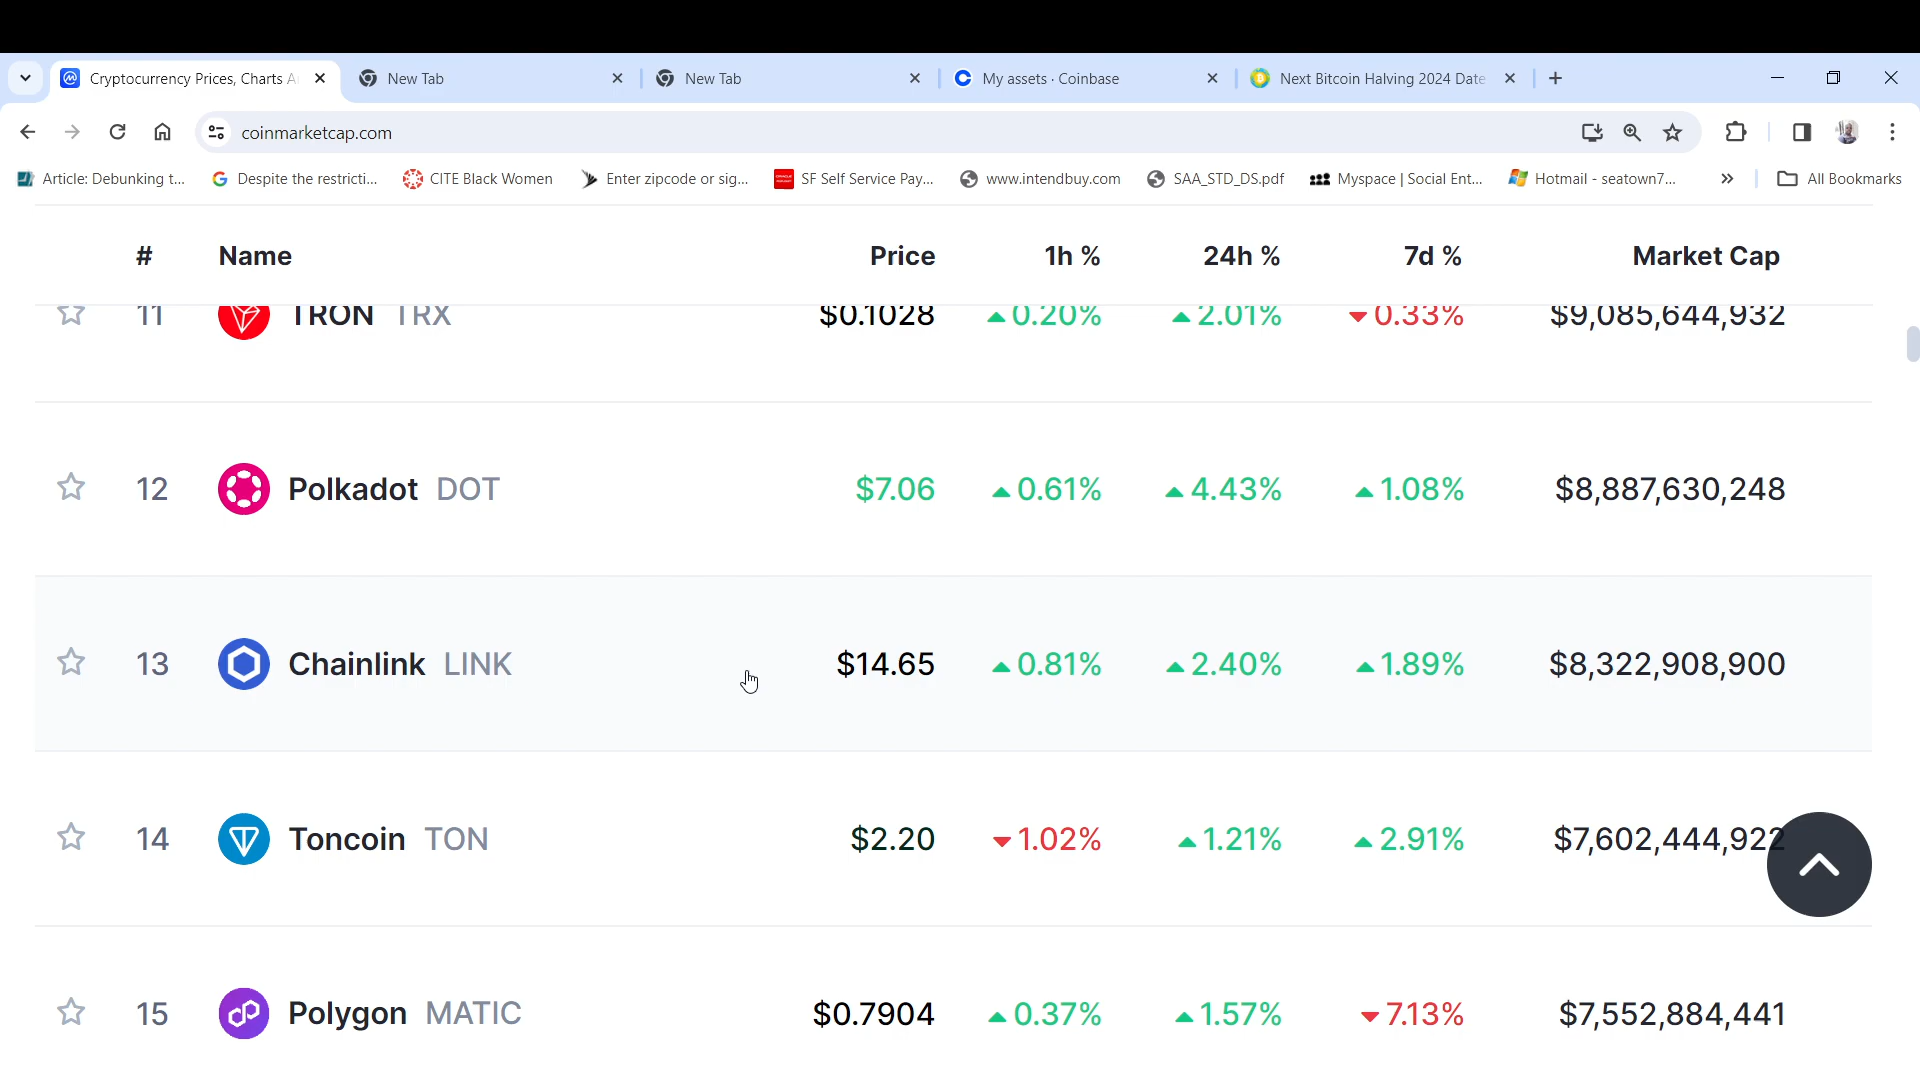 Cryptocurrency Prices, Charts A
New Tab
New Tab
My assets · Coinbase
Next Bitcoin Halving 2024 Date
coinmarketcap.com
Article: Debunking t...
Despite the restricti...
CITE Black Women
Enter zipcode or sig...
SF Self Service Pay...
www.intendbuy.com
SAA_STD_DS.pdf
Myspace | Social Ent...
Hotmail - seatown7...
All Bookmarks
# Name Price 1h % 24h % 7d % Market Cap
11 TRON TRX $0.1028 0.20% 2.01% 0.33% $9,085,644,932
12 Polkadot DOT $7.06 0.61% 4.43% 1.08% $8,887,630,248
13 Chainlink LINK $14.65 0.81% 2.40% 1.89% $8,322,908,900
14 Toncoin TON $2.20 1.02% 1.21% 2.91% $7,602,444,922
15 Polygon MATIC $0.7904 0.37% 1.57% 7.13% $7,552,884,441